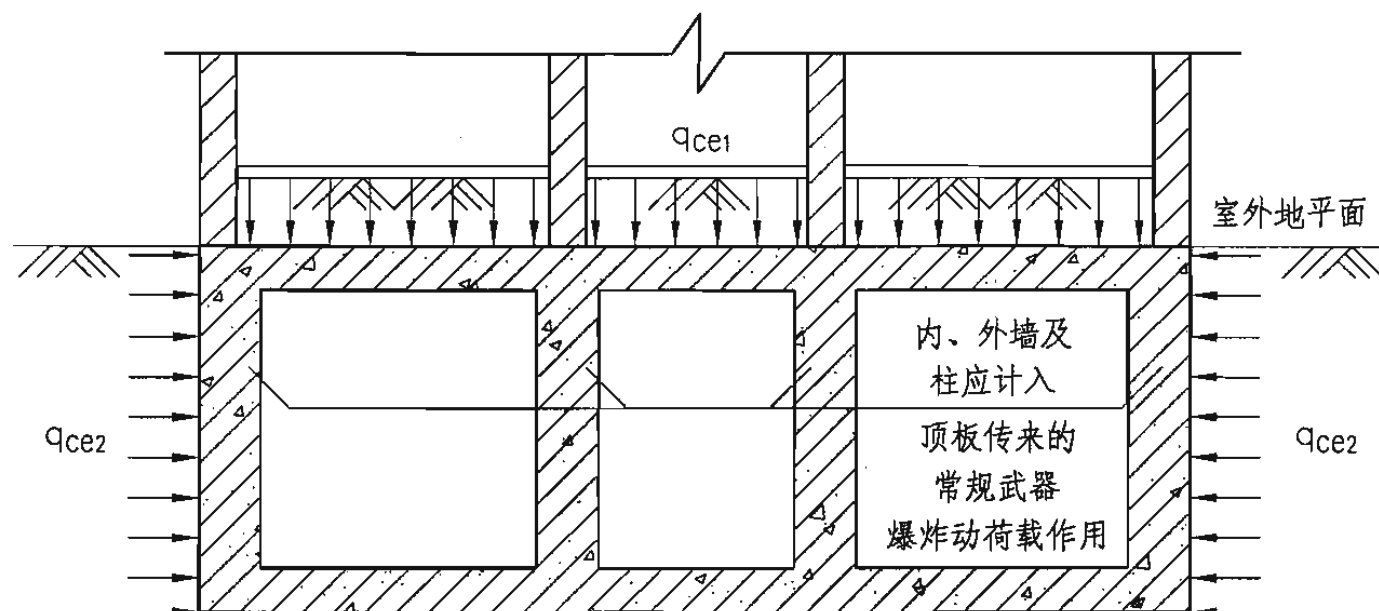 qce1
室外地平面
内、外墙及
柱应计入
qce2
顶板传来的
qce2
常规武器
爆炸动荷载作用